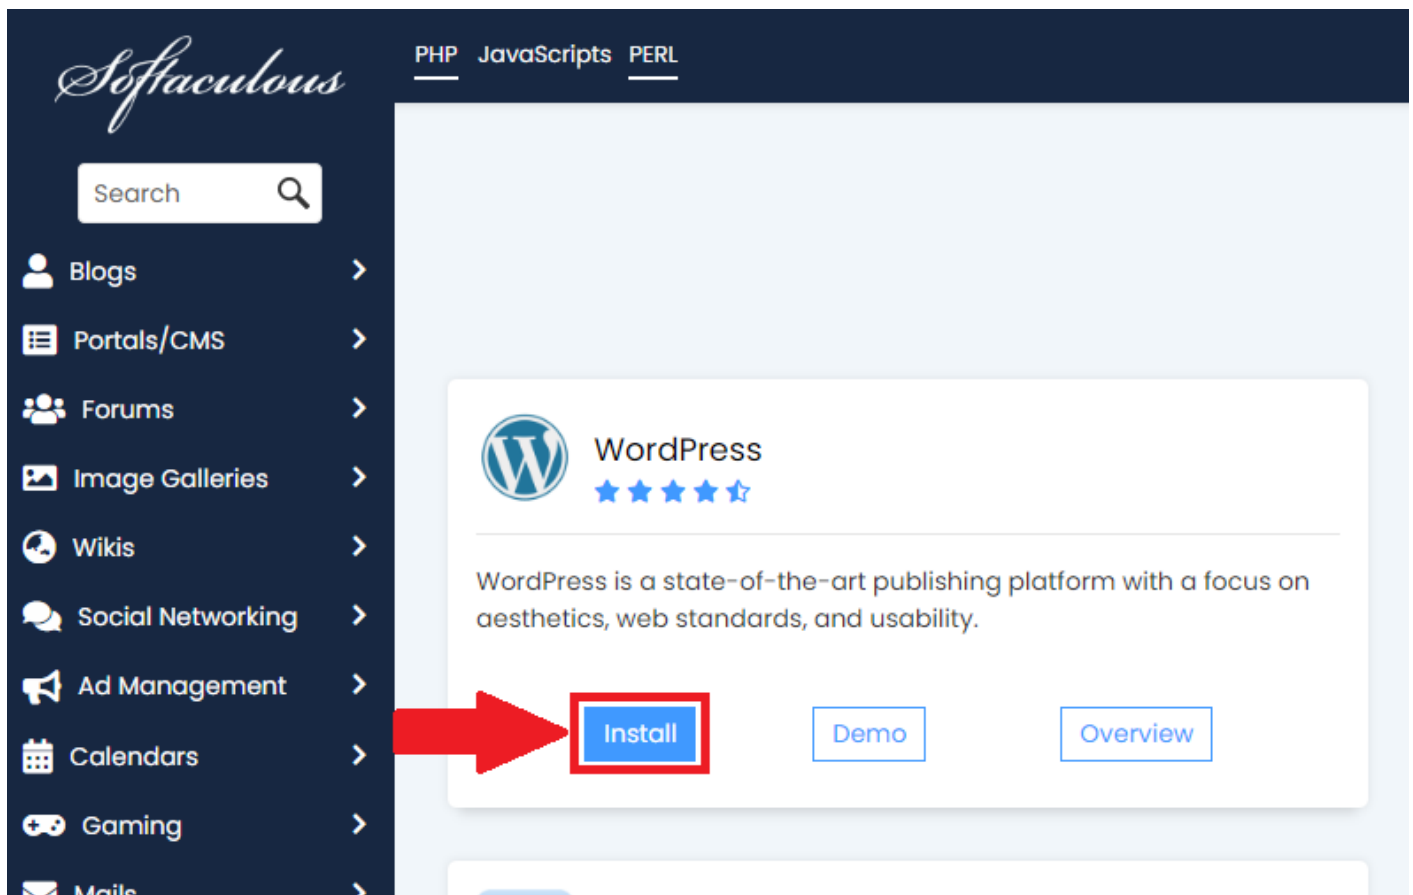 Softaculous
PHP JavaScripts PERL
Search
Blogs
Portals/CMS
Forums
Image Galleries
Wikis
Social Networking
Ad Management
Calendars
Gaming
Mails
WordPress
WordPress is a state-of-the-art publishing platform with a focus on
aesthetics, web standards, and usability.
Install Demo Overview